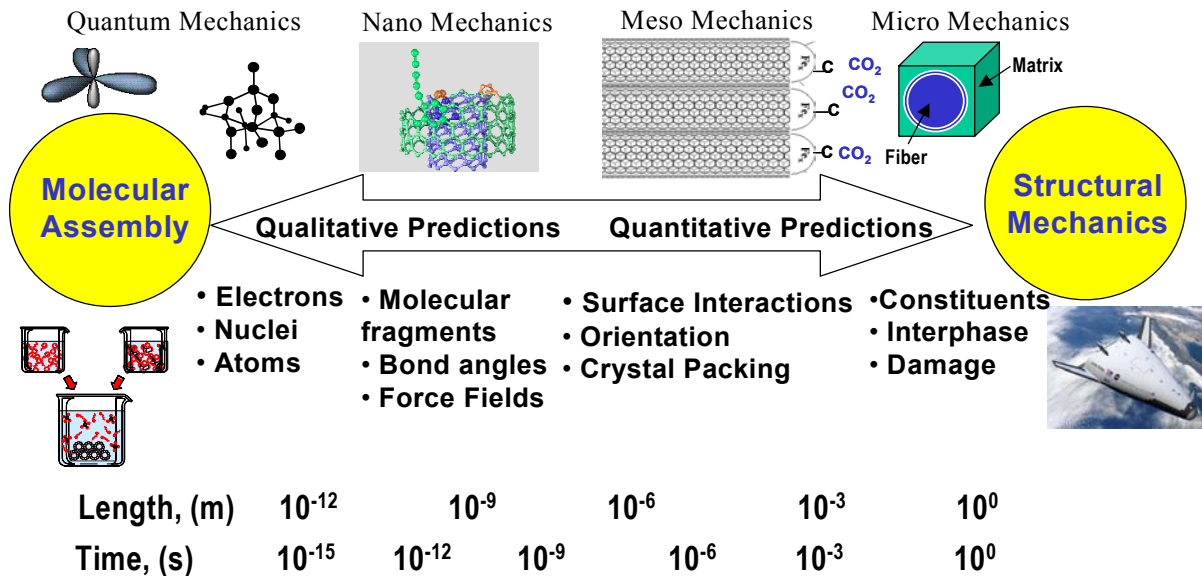 Quantum Mechanics
Nano Mechanics
Meso Mechanics
Micro Mechanics
C CO₂
CO₂
C
C CO₂
Matrix
Fiber
Molecular
Assembly
Qualitative Predictions
Quantitative Predictions
Structural
Mechanics
• Electrons
• Nuclei
• Atoms
• Molecular
fragments
• Bond angles
• Force Fields
• Surface Interactions
• Orientation
• Crystal Packing
•Constituents
• Interphase
• Damage
Length, (m) 10⁻¹² 10⁻⁹ 10⁻⁶ 10⁻³ 10⁰
Time, (s) 10⁻¹⁵ 10⁻¹² 10⁻⁹ 10⁻⁶ 10⁻³ 10⁰